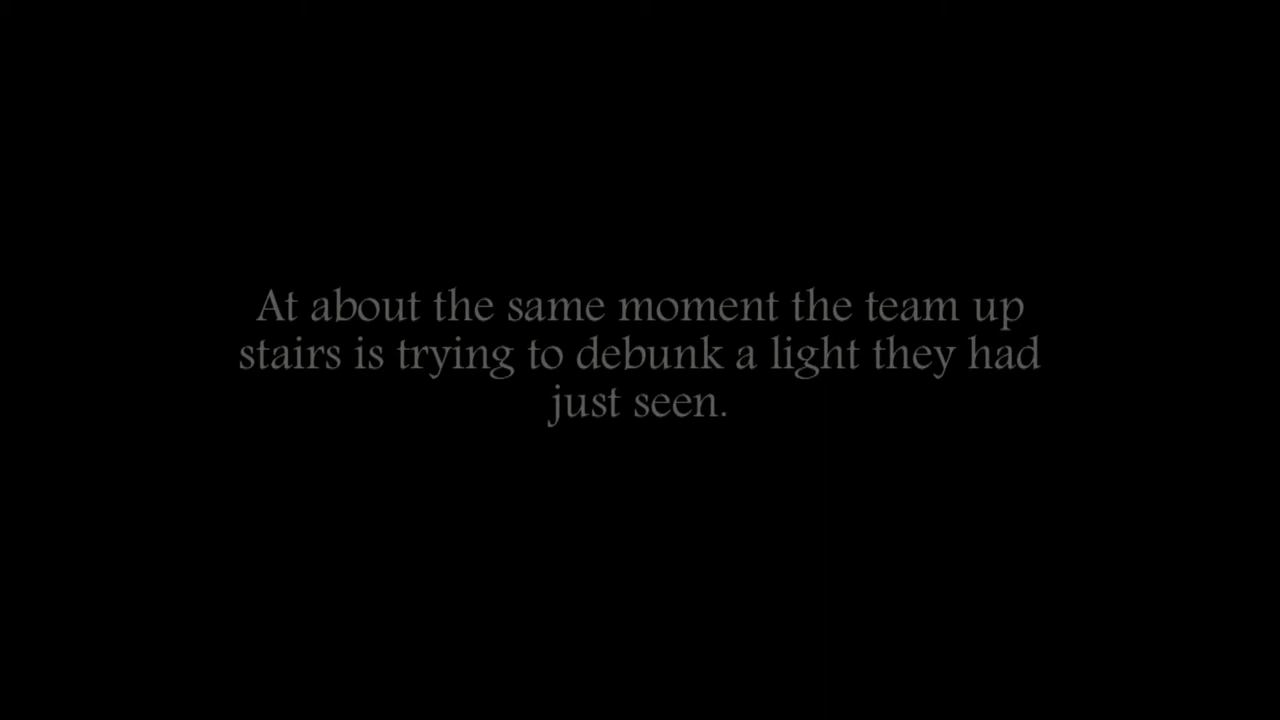 At about the same moment the team up
stairs is trying to debunk a light they had
just seen.